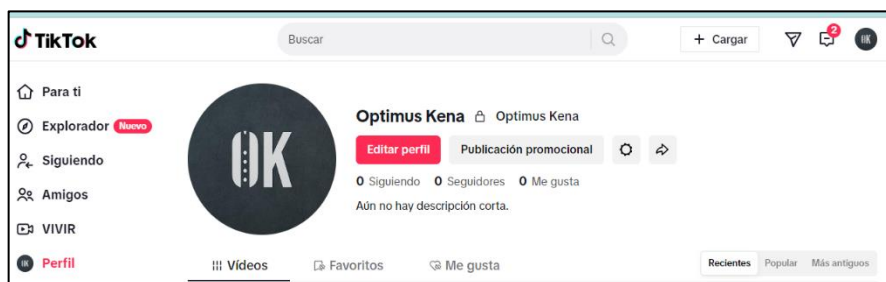 TikTok
Buscar
+ Cargar
2
OK
Para ti
Explorador Nuevo
Siguiendo
Amigos
VIVIR
OK Perfil
OK
Optimus Kena Optimus Kena
Editar perfil Publicación promocional
0 Siguiendo 0 Seguidores 0 Me gusta
Aún no hay descripción corta.
Vídeos Favoritos Me gusta
Recientes Popular Más antiguos